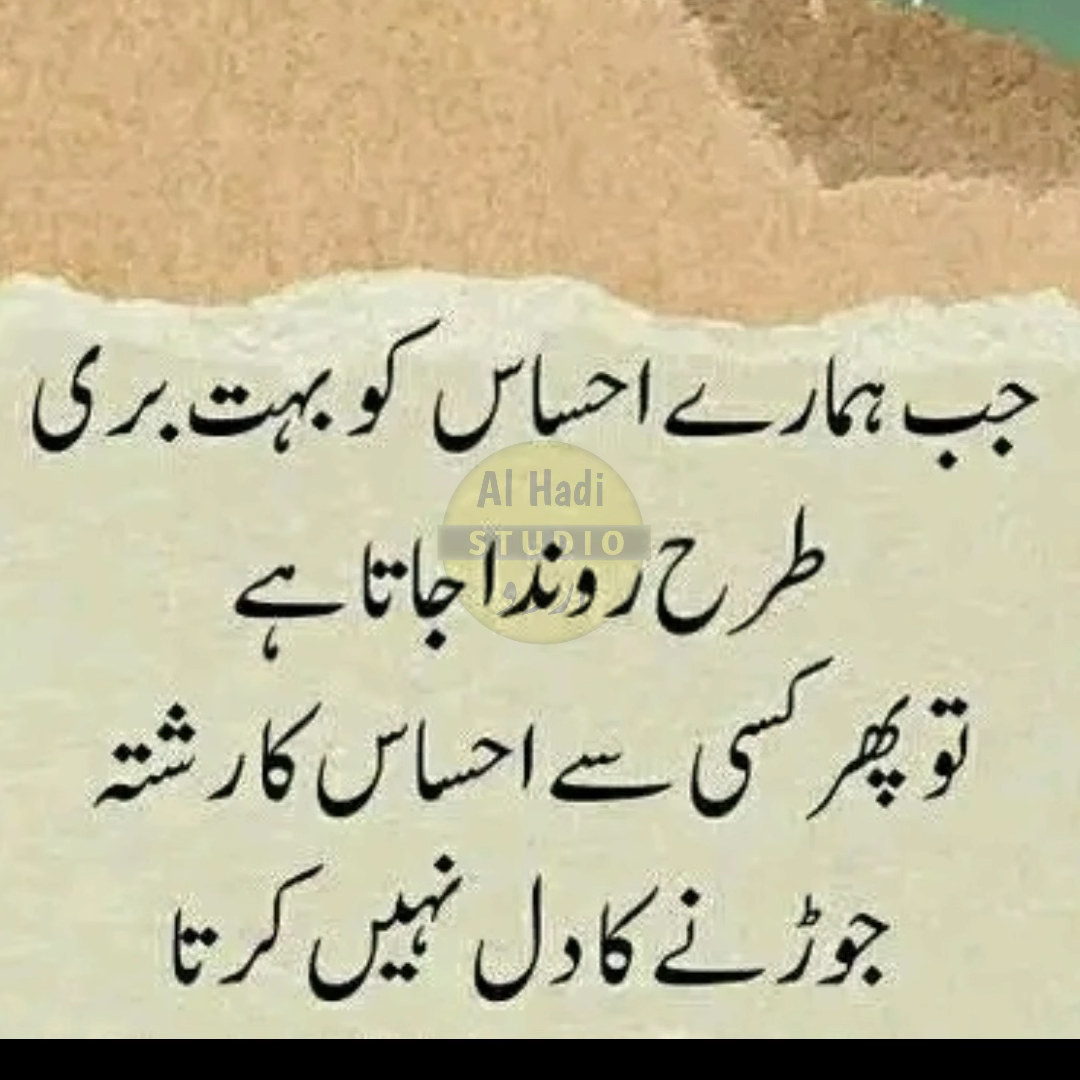 جب ہمارے احساس کو بہت بری
Al Hadi
STUDIO
طرح روندا جاتا ہے
تو پھر کسی سے احساس کا رشتہ
جوڑنے کا دل نہیں کرتا